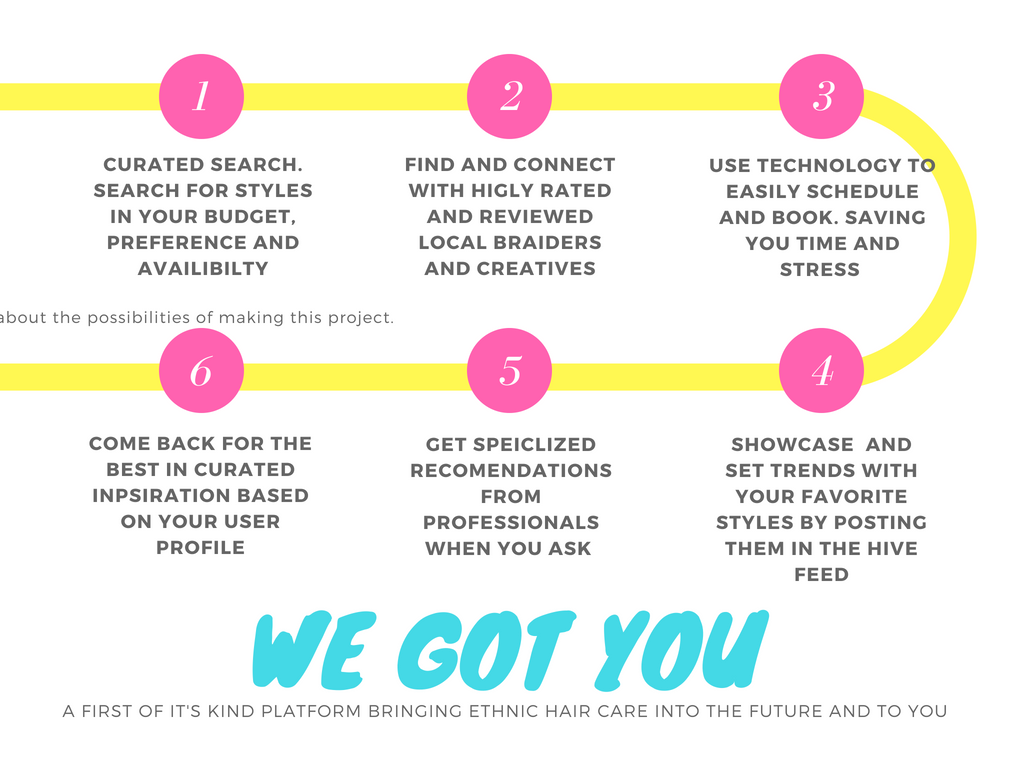 1
CURATED SEARCH.
SEARCH FOR STYLES
IN YOUR BUDGET,
PREFERENCE AND
AVAILIBILTY
2
FIND AND CONNECT
WITH HIGLY RATED
AND REVIEWED
LOCAL BRAIDERS
AND CREATIVES
3
USE TECHNOLOGY TO
EASILY SCHEDULE
AND BOOK. SAVING
YOU TIME AND
STRESS
about the possibilities of making this project.
4
SHOWCASE AND
SET TRENDS WITH
YOUR FAVORITE
STYLES BY POSTING
THEM IN THE HIVE
FEED
5
GET SPEICLIZED
RECOMENDATIONS
FROM
PROFESSIONALS
WHEN YOU ASK
6
COME BACK FOR THE
BEST IN CURATED
INPSIRATION BASED
ON YOUR USER
PROFILE
WE GOT YOU
A FIRST OF IT'S KIND PLATFORM BRINGING ETHNIC HAIR CARE INTO THE FUTURE AND TO YOU